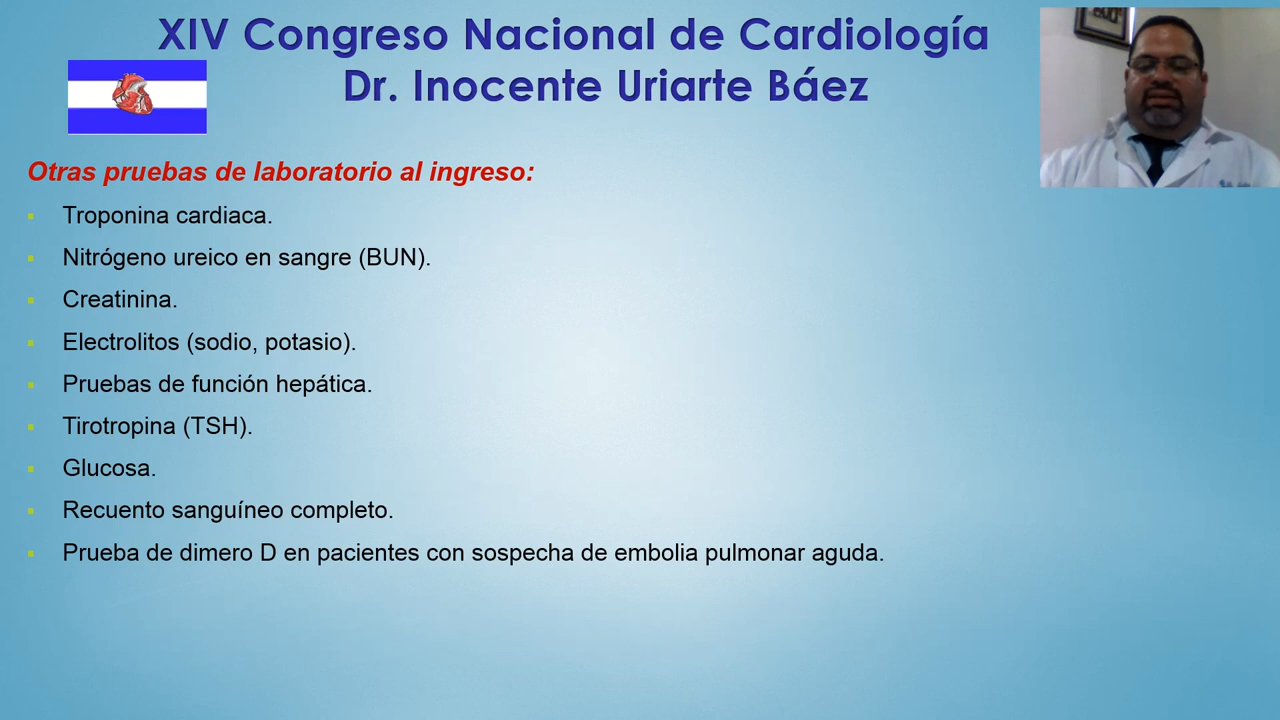 XIV Congreso Nacional de Cardiología
Dr. Inocente Uriarte Báez
Otras pruebas de laboratorio al ingreso:
Troponina cardiaca.
Nitrógeno ureico en sangre (BUN).
Creatinina.
Electrolitos (sodio, potasio).
Pruebas de función hepática.
Tirotropina (TSH).
Glucosa.
Recuento sanguíneo completo.
Prueba de dimero D en pacientes con sospecha de embolia pulmonar aguda.